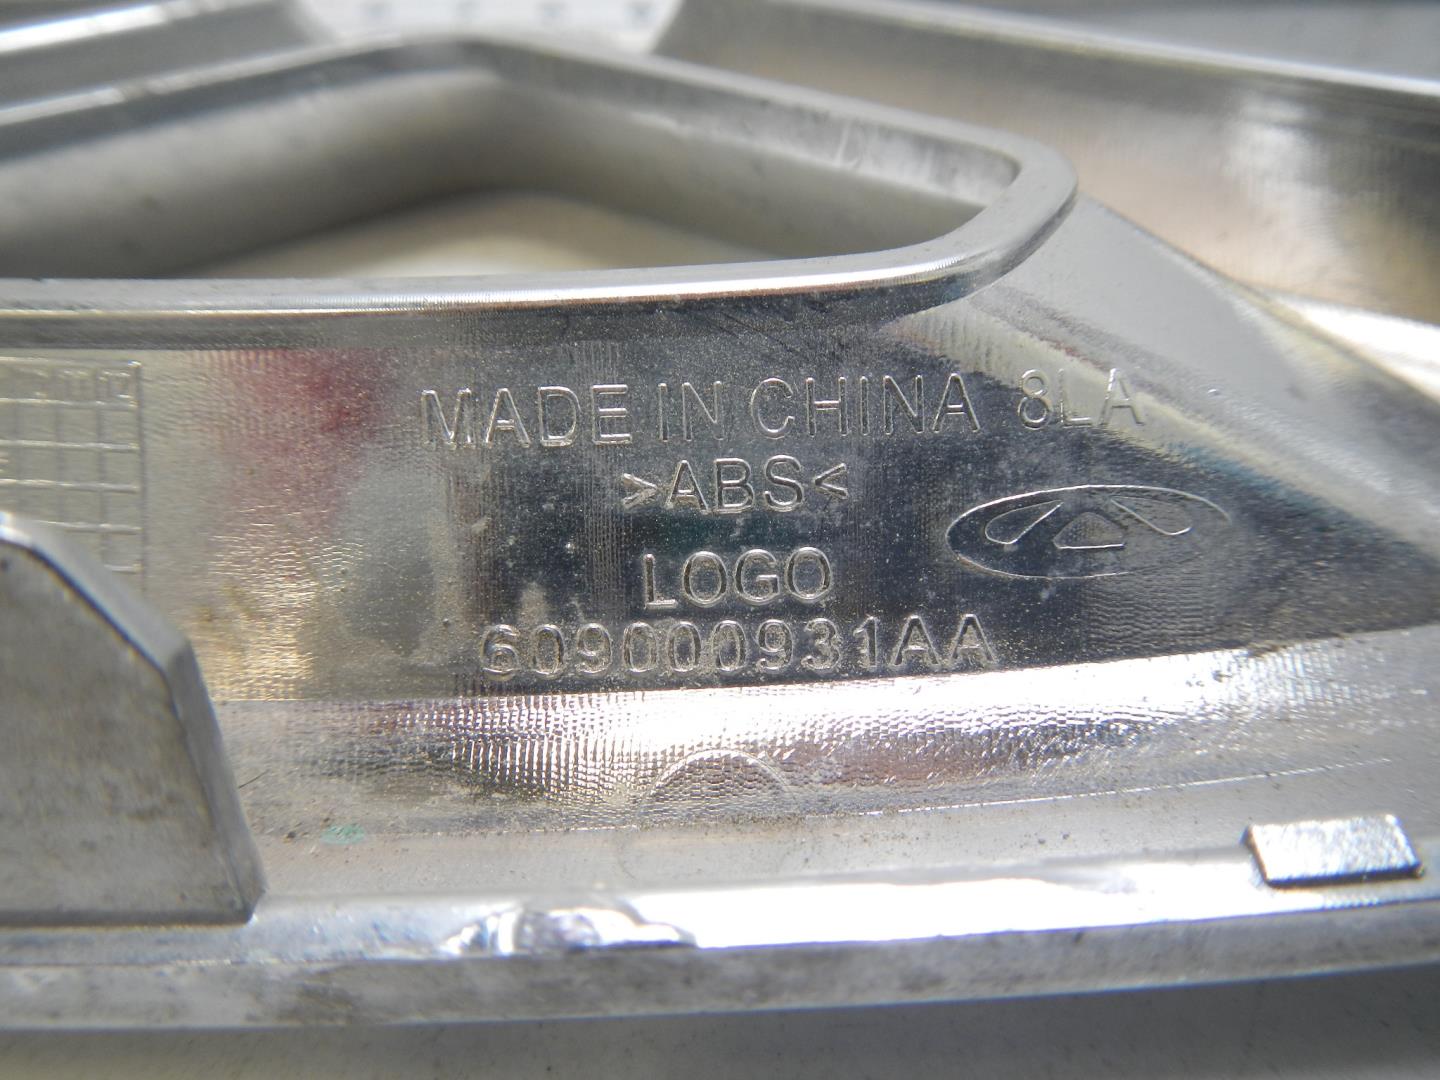 MADE IN CHINA 8LA
>ABS<
LOGO
609000931AA